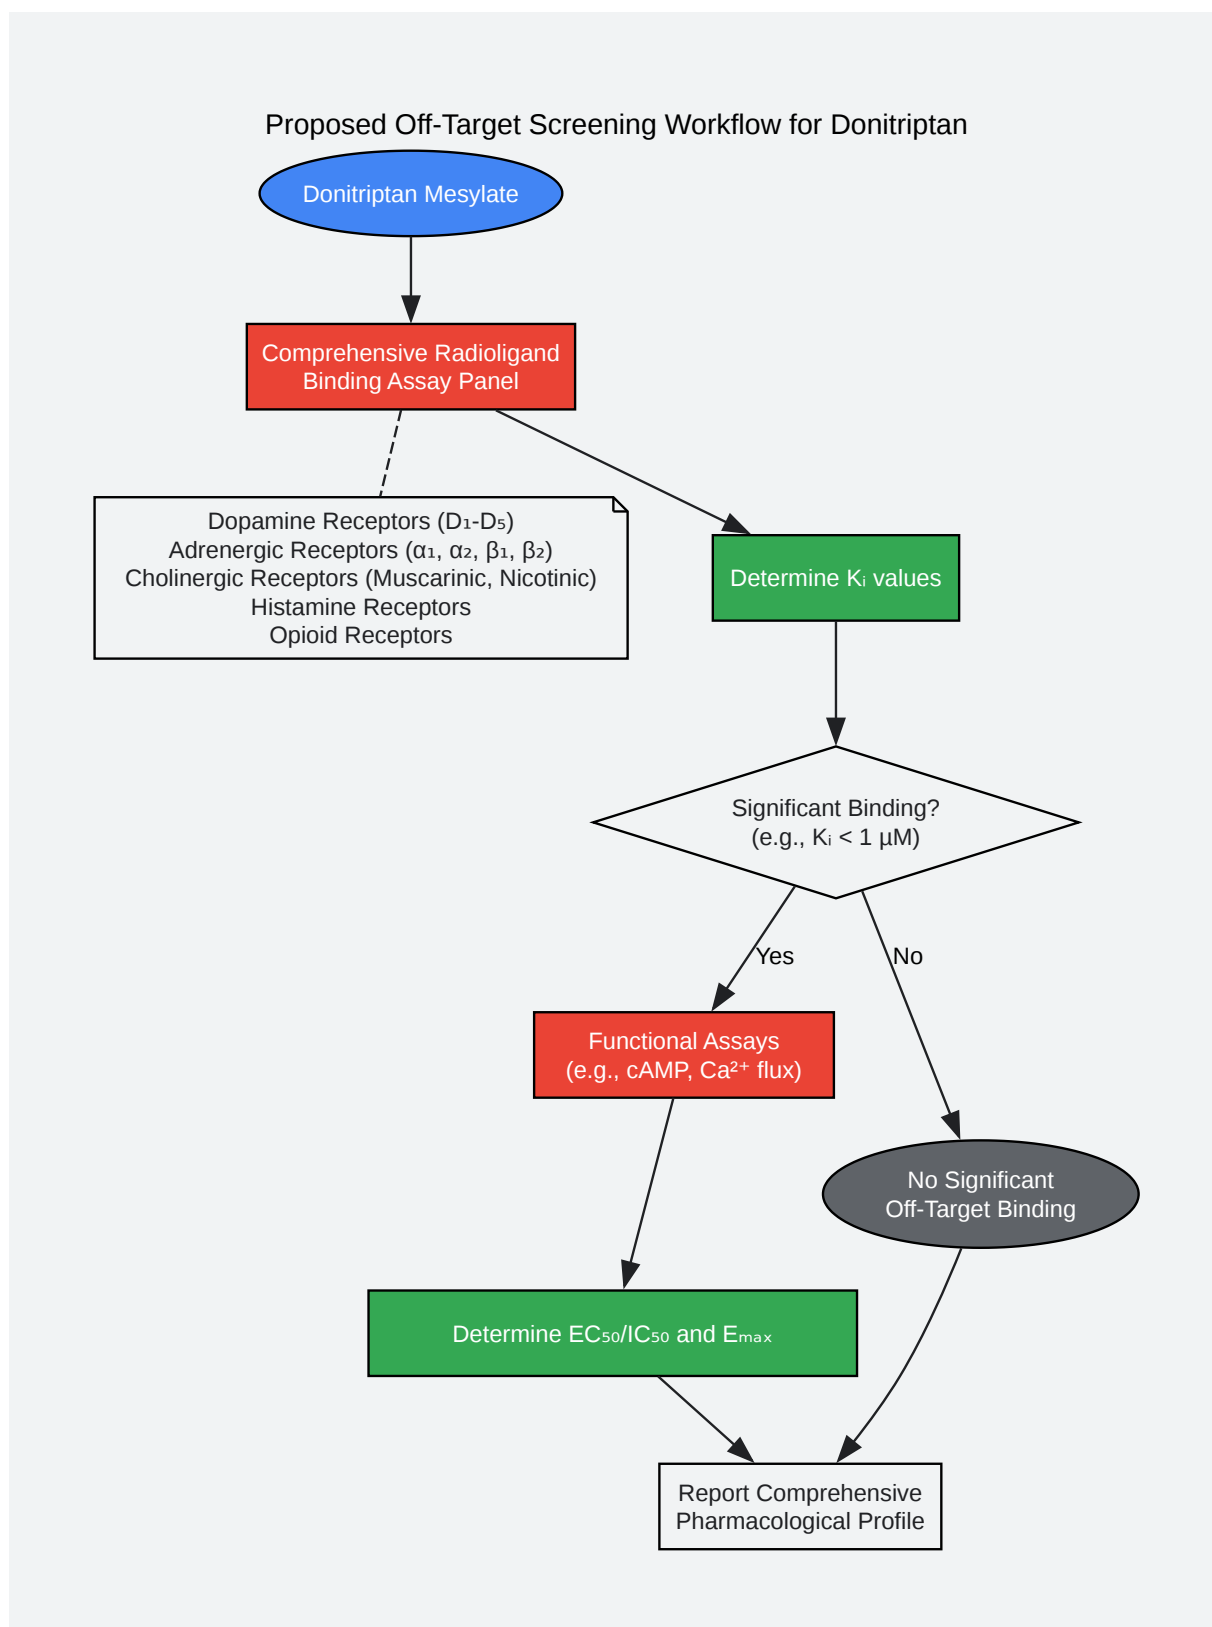 Proposed Off-Target Screening Workflow for Donitriptan
Donitriptan Mesylate
Comprehensive Radioligand
Binding Assay Panel
Dopamine Receptors (D₁-D₅)
Adrenergic Receptors (α₁, α₂, β₁, β₂)
Cholinergic Receptors (Muscarinic, Nicotinic)
Histamine Receptors
Opioid Receptors
Determine Kᵢ values
Significant Binding?
(e.g., Kᵢ < 1 µM)
Yes
No
Functional Assays
(e.g., cAMP, Ca²⁺ flux)
No Significant
Off-Target Binding
Determine EC₅₀/IC₅₀ and Eₘₐₓ
Report Comprehensive
Pharmacological Profile